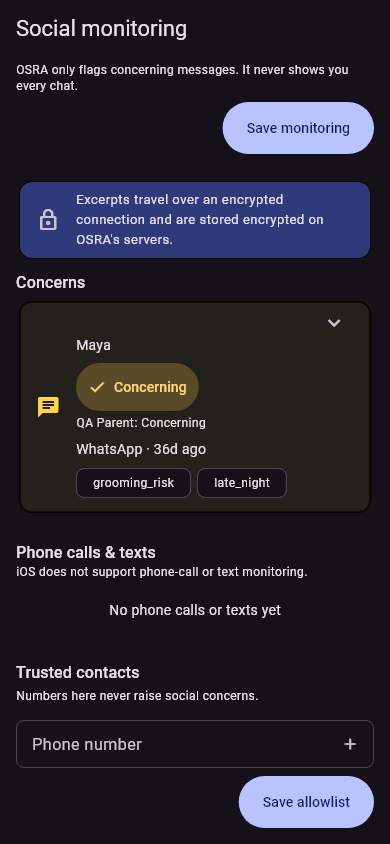 Social monitoring
OSRA only flags concerning messages. It never shows you
every chat.
Save monitoring
Excerpts travel over an encrypted
connection and are stored encrypted on
OSRA's servers.
Concerns
Maya
Concerning
QA Parent: Concerning
WhatsApp · 36d ago
grooming_risk
late_night
Phone calls & texts
iOS does not support phone-call or text monitoring.
No phone calls or texts yet
Trusted contacts
Numbers here never raise social concerns.
Phone number
Save allowlist